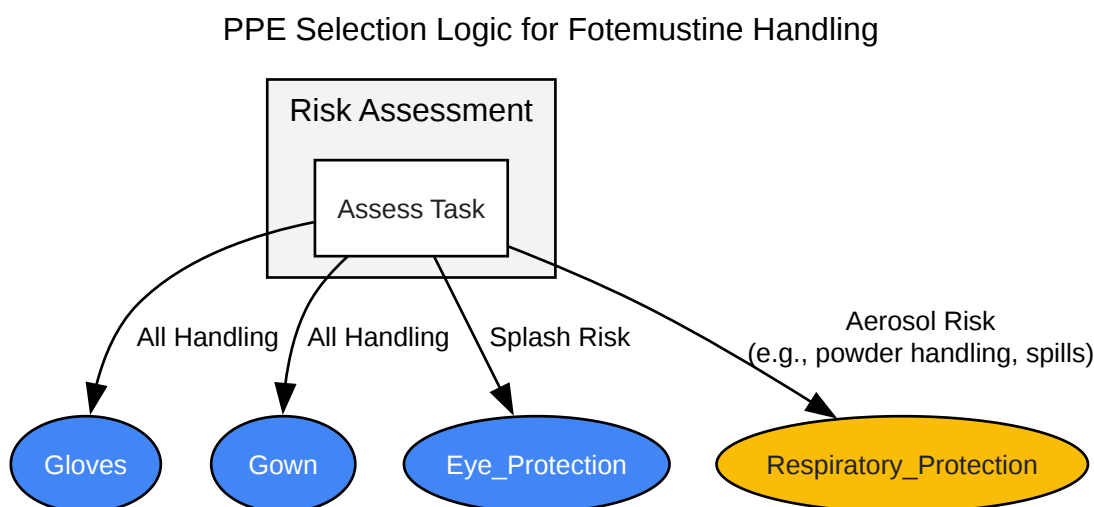 PPE Selection Logic for Fotemustine Handling
Risk Assessment
Assess Task
All Handling
All Handling
Splash Risk
Aerosol Risk
(e.g., powder handling, spills)
Gloves
Gown
Eye_Protection
Respiratory_Protection